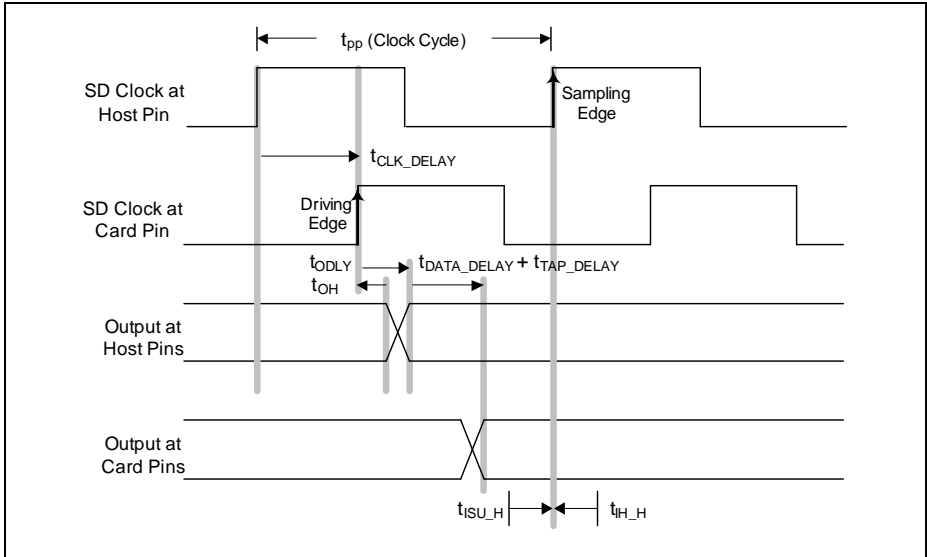 tpp (Clock Cycle)
SD Clock at
Host Pin
Sampling
Edge
tCLK_DELAY
SD Clock at
Card Pin
Driving
Edge
tODLY
tDATA_DELAY + tTAP_DELAY
tOH
Output at
Host Pins
Output at
Card Pins
tISU_H
tIH_H